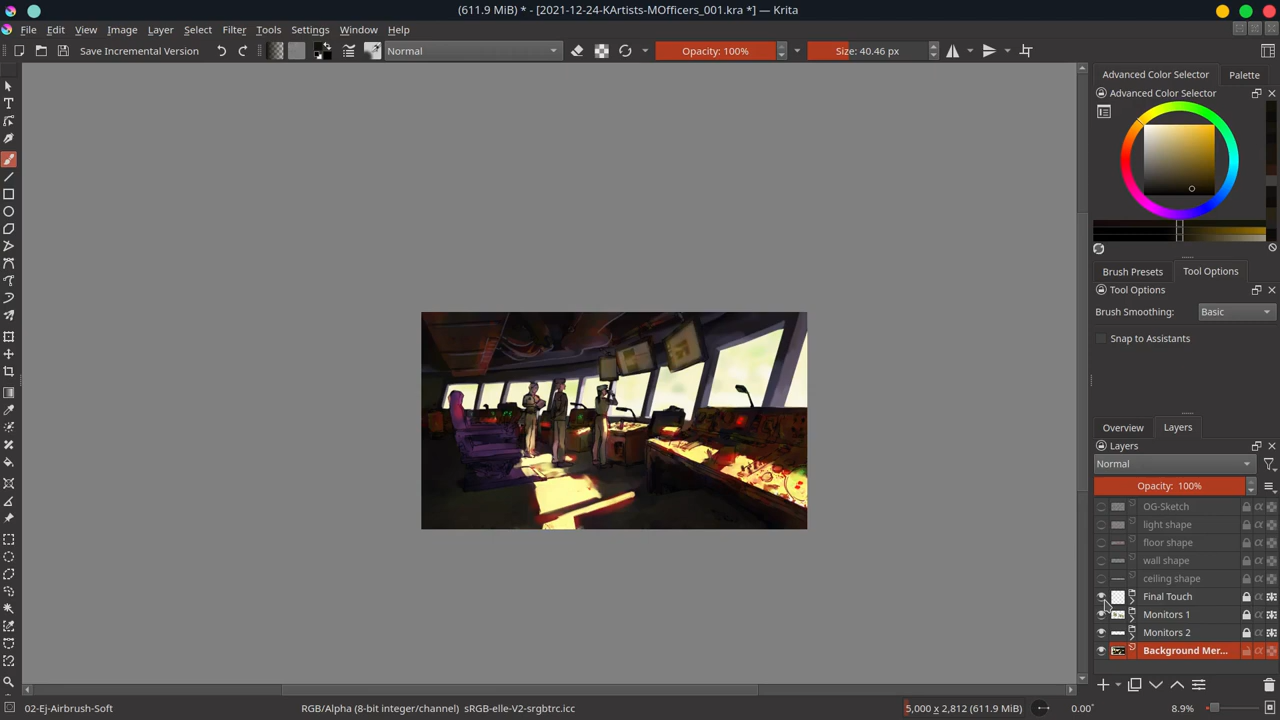 (611.9 MiB) * - [2021-12-24-KArtists-MOfficers_001.kra *] — Krita
File Edit View Image Layer Select Filter Tools Settings Window Help
Save Incremental Version
Normal
Opacity: 100%
Size: 40.46 px
Advanced Color Selector
Palette
Advanced Color Selector
Brush Presets
Tool Options
Tool Options
Brush Smoothing:
Basic
Snap to Assistants
Overview
Layers
Layers
Normal
Opacity: 100%
OG-Sketch
light shape
floor shape
wall shape
ceiling shape
Final Touch
Monitors 1
Monitors 2
Background Mer...
02-Ej-Airbrush-Soft
RGB/Alpha (8-bit integer/channel) sRGB-elle-V2-srgbtrc.icc
5,000 x 2,812 (611.9 MiB)
0.00°
8.9%